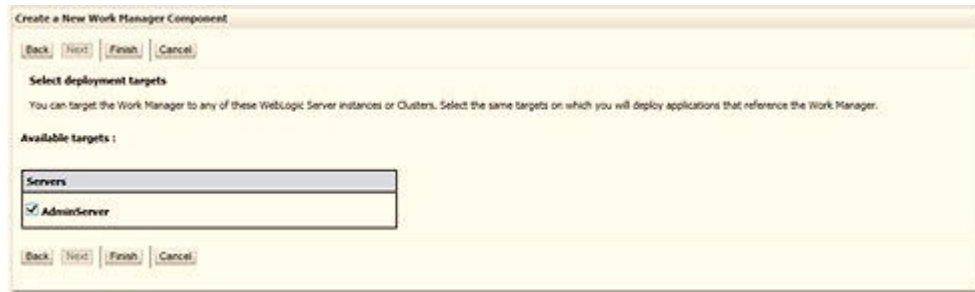 Create a New Work Manager Component
Back Next Finish Cancel
Select deployment targets
You can target the Work Manager to any of these WebLogic Server instances or Clusters. Select the same targets on which you will deploy applications that reference the Work Manager.
Available targets :
Servers
AdminServer
Back Next Finish Cancel